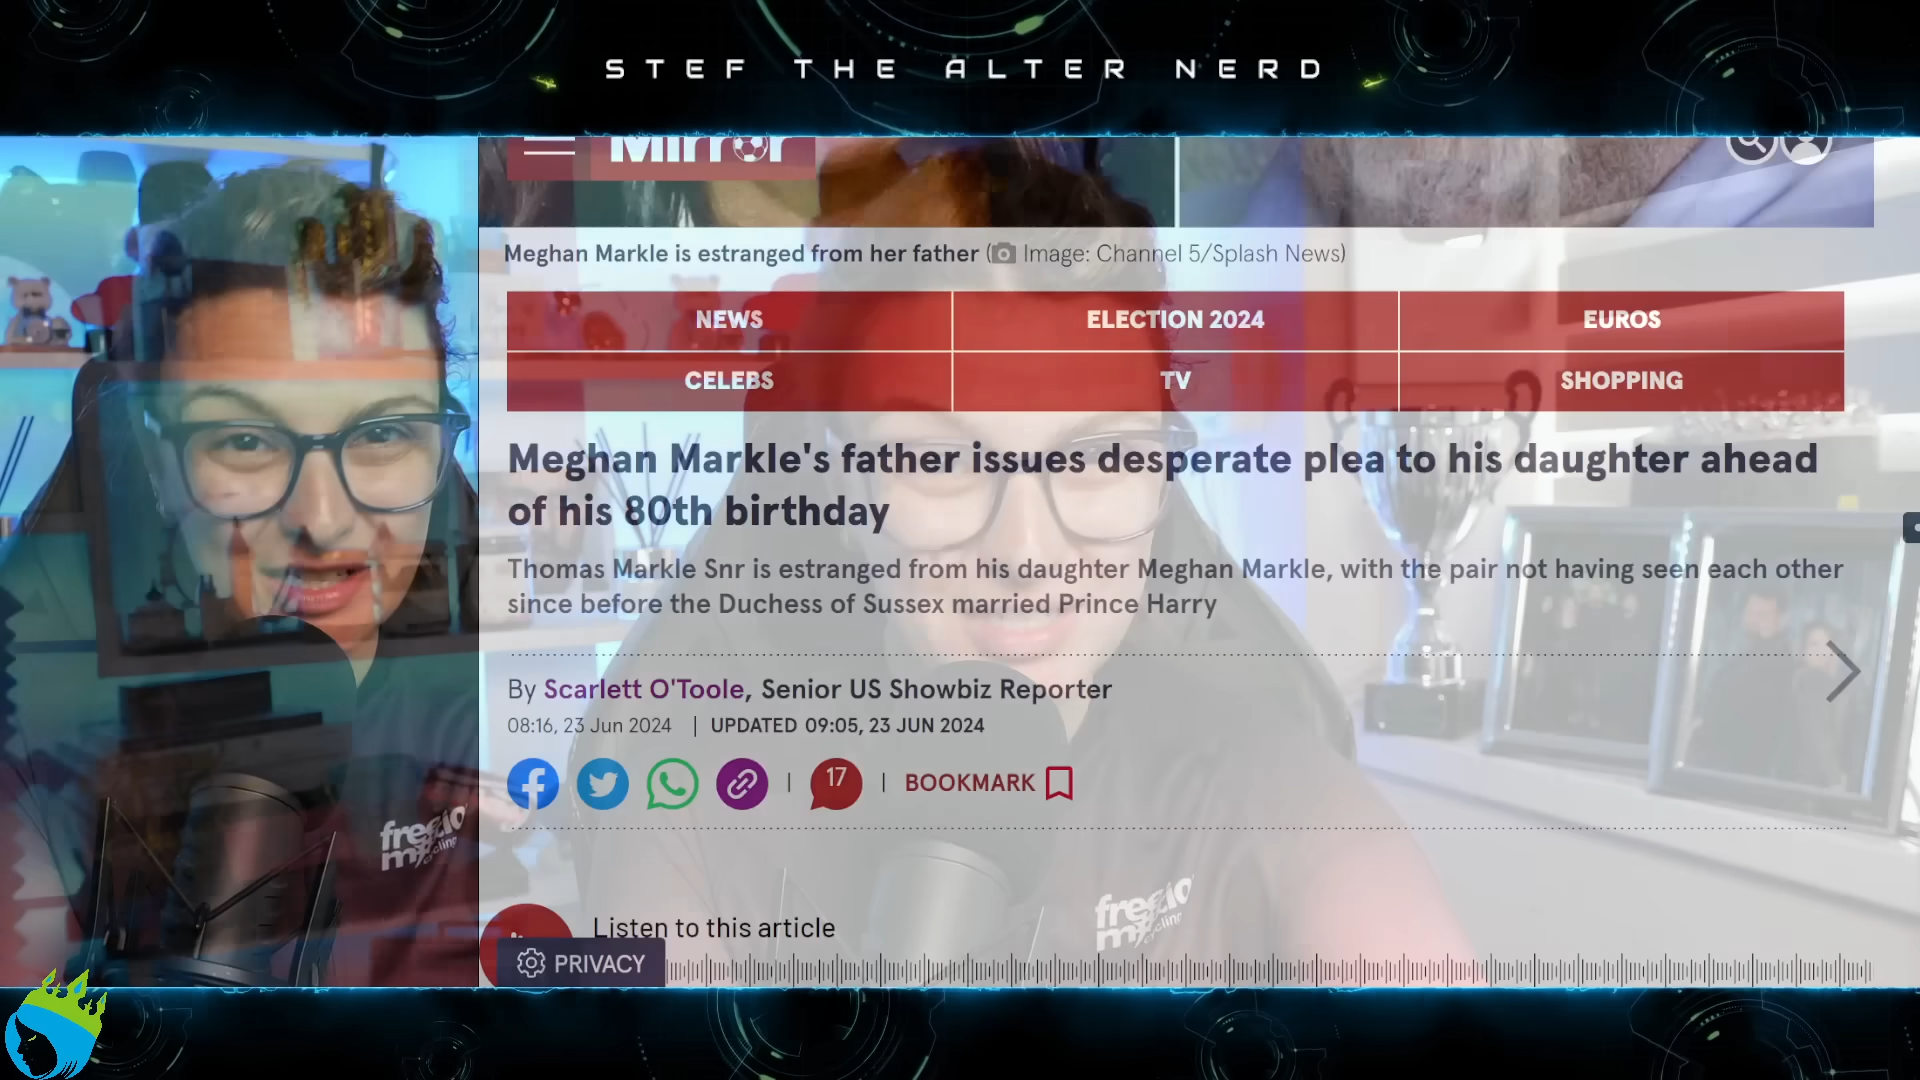 STEF THE ALTER NERD
Mirror
Meghan Markle is estranged from her father (Image: Channel 5/Splash News)
NEWS
ELECTION 2024
EUROS
CELEBS
TV
SHOPPING
Meghan Markle's father issues desperate plea to his daughter ahead
of his 80th birthday
Thomas Markle Snr is estranged from his daughter Meghan Markle, with the pair not having seen each other
since before the Duchess of Sussex married Prince Harry
By Scarlett O'Toole, Senior US Showbiz Reporter
08:16, 23 Jun 2024 | UPDATED 09:05, 23 JUN 2024
17 | BOOKMARK
Listen to this article
PRIVACY